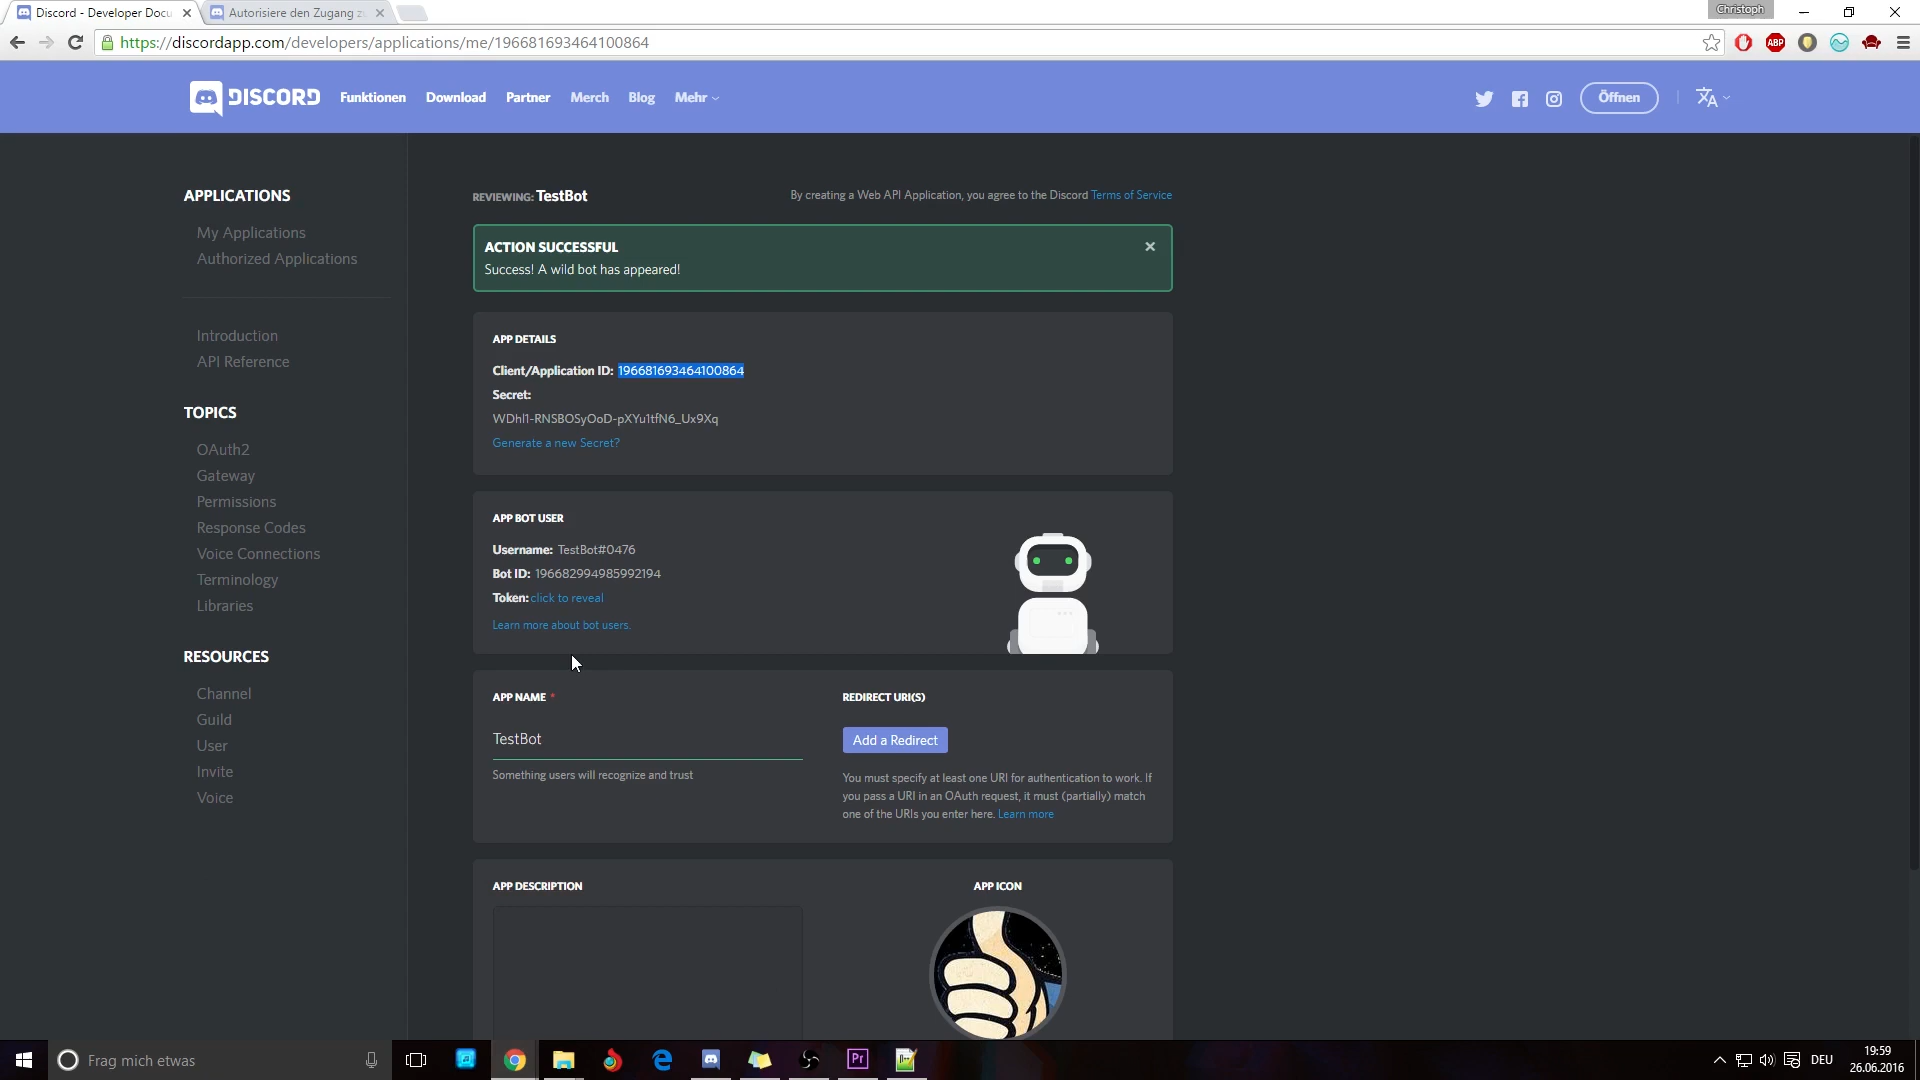 Discord - Developer Docu
Autorisiere den Zugang z
Christoph
https://discordapp.com/developers/applications/me/196681693464100864
ABP
DISCORD
Funktionen
Download
Partner
Merch
Blog
Mehr
Öffnen
APPLICATIONS
My Applications
Authorized Applications
Introduction
API Reference
TOPICS
OAuth2
Gateway
Permissions
Response Codes
Voice Connections
Terminology
Libraries
RESOURCES
Channel
Guild
User
Invite
Voice
REVIEWING: TestBot
By creating a Web API Application, you agree to the Discord Terms of Service
ACTION SUCCESSFUL
Success! A wild bot has appeared!
APP DETAILS
Client/Application ID: 196681693464100864
Secret:
WDhl1-RNSBOSyOoD-pXYu1tfN6_Ux9Xq
Generate a new Secret?
APP BOT USER
Username: TestBot#0476
Bot ID: 196682994985992194
Token: click to reveal
Learn more about bot users.
APP NAME *
TestBot
Something users will recognize and trust
REDIRECT URI(S)
Add a Redirect
You must specify at least one URI for authentication to work. If
you pass a URI in an OAuth request, it must (partially) match
one of the URIs you enter here. Learn more
APP DESCRIPTION
APP ICON
Frag mich etwas
Pr
DEU
19:59
26.06.2016